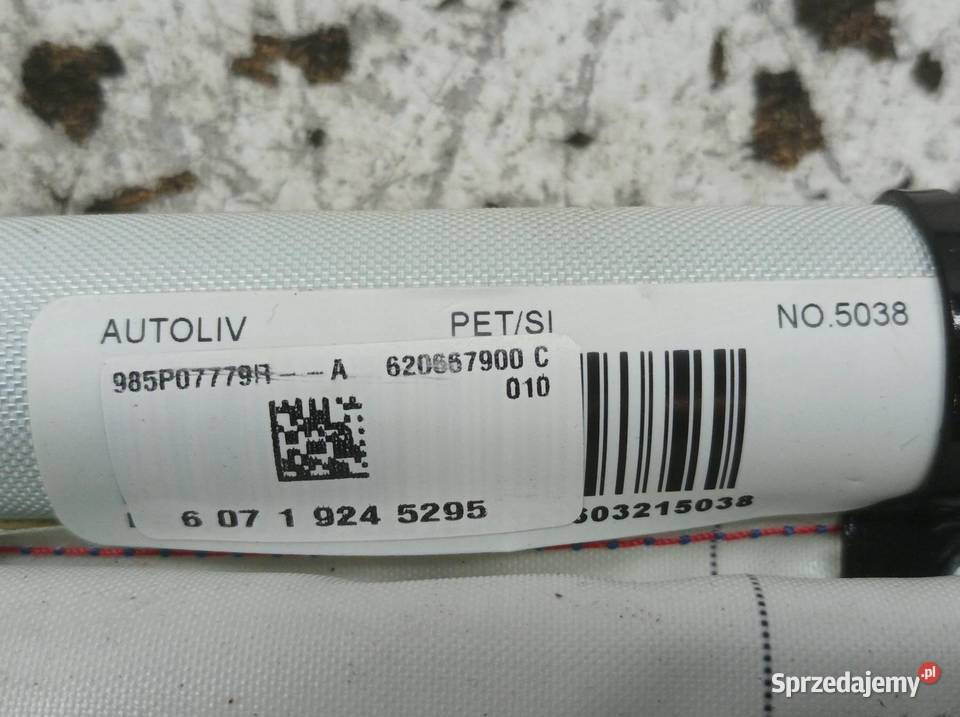 AUTOLIV PET/SI NO.5038
985P07779R--A 620667900 C
010
6 07 1 924 5295
603215038
Sprzedajemy.pl